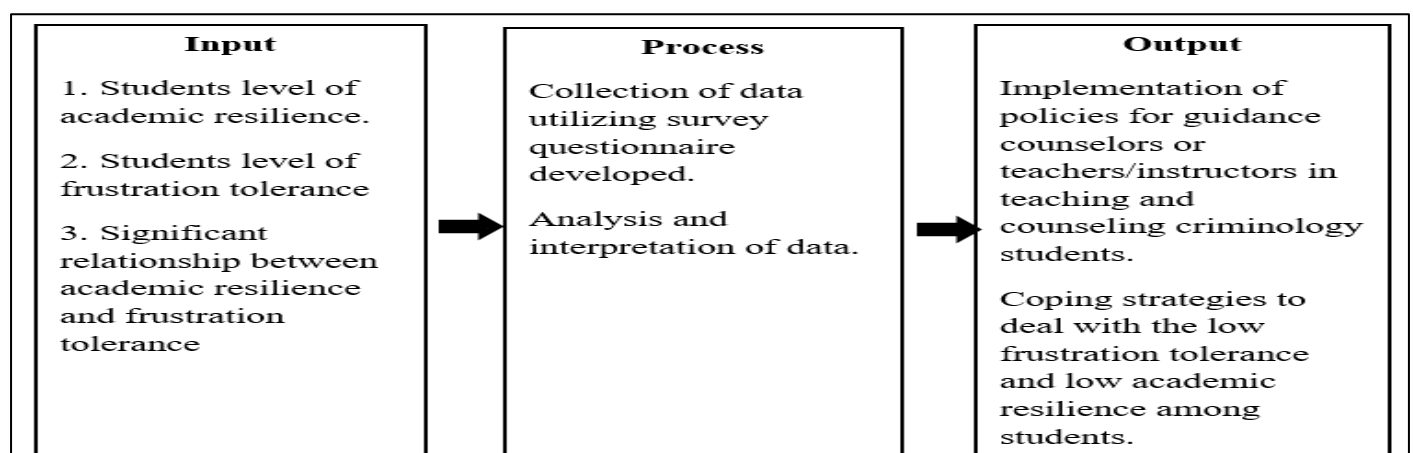 Input
1. Students level of
academic resilience.
2. Students level of
frustration tolerance
3. Significant
relationship between
academic resilience
and frustration
tolerance
Process
Collection of data
utilizing survey
questionnaire
developed.
Analysis and
interpretation of data.
Output
Implementation of
policies for guidance
counselors or
teachers/instructors in
teaching and
counseling criminology
students.
Coping strategies to
deal with the low
frustration tolerance
and low academic
resilience among
students.